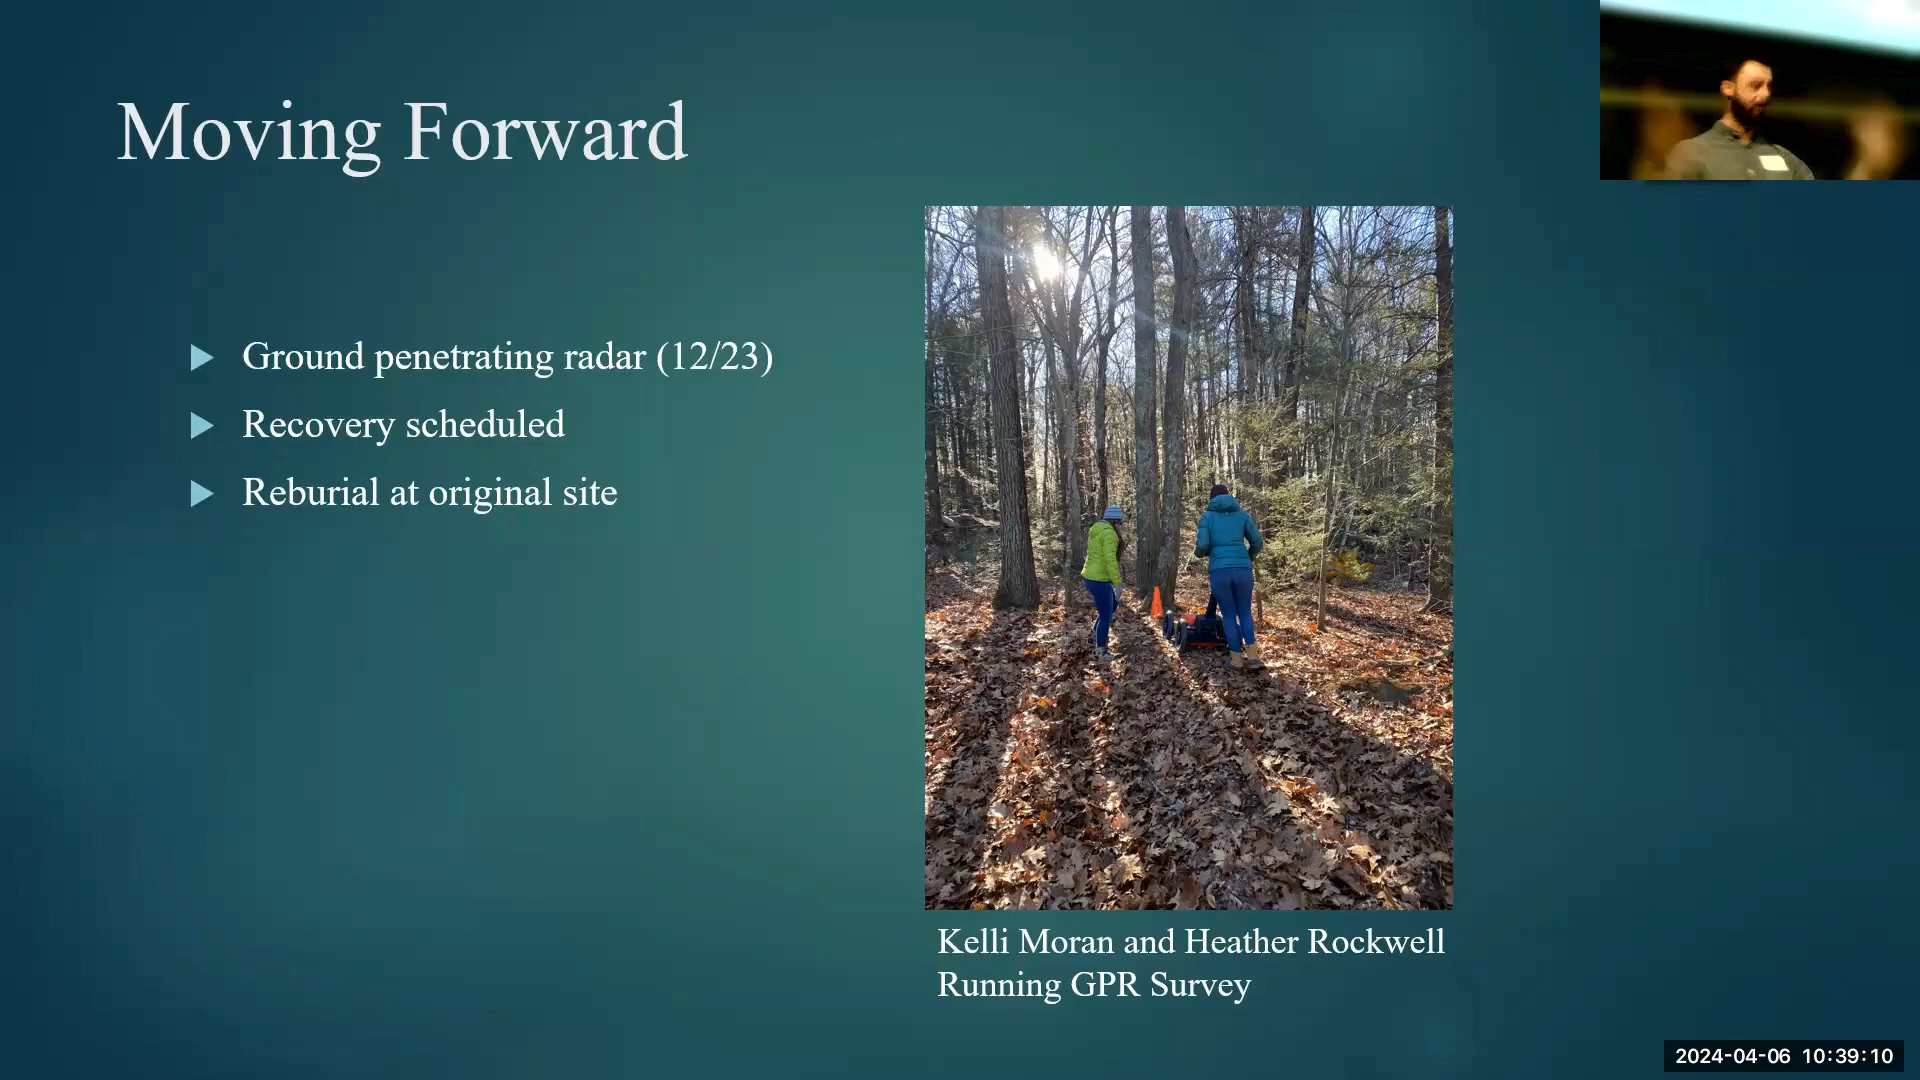 Moving Forward
Ground penetrating radar (12/23)
Recovery scheduled
Reburial at original site
Kelli Moran and Heather Rockwell
Running GPR Survey
2024-04-06 10:39:10